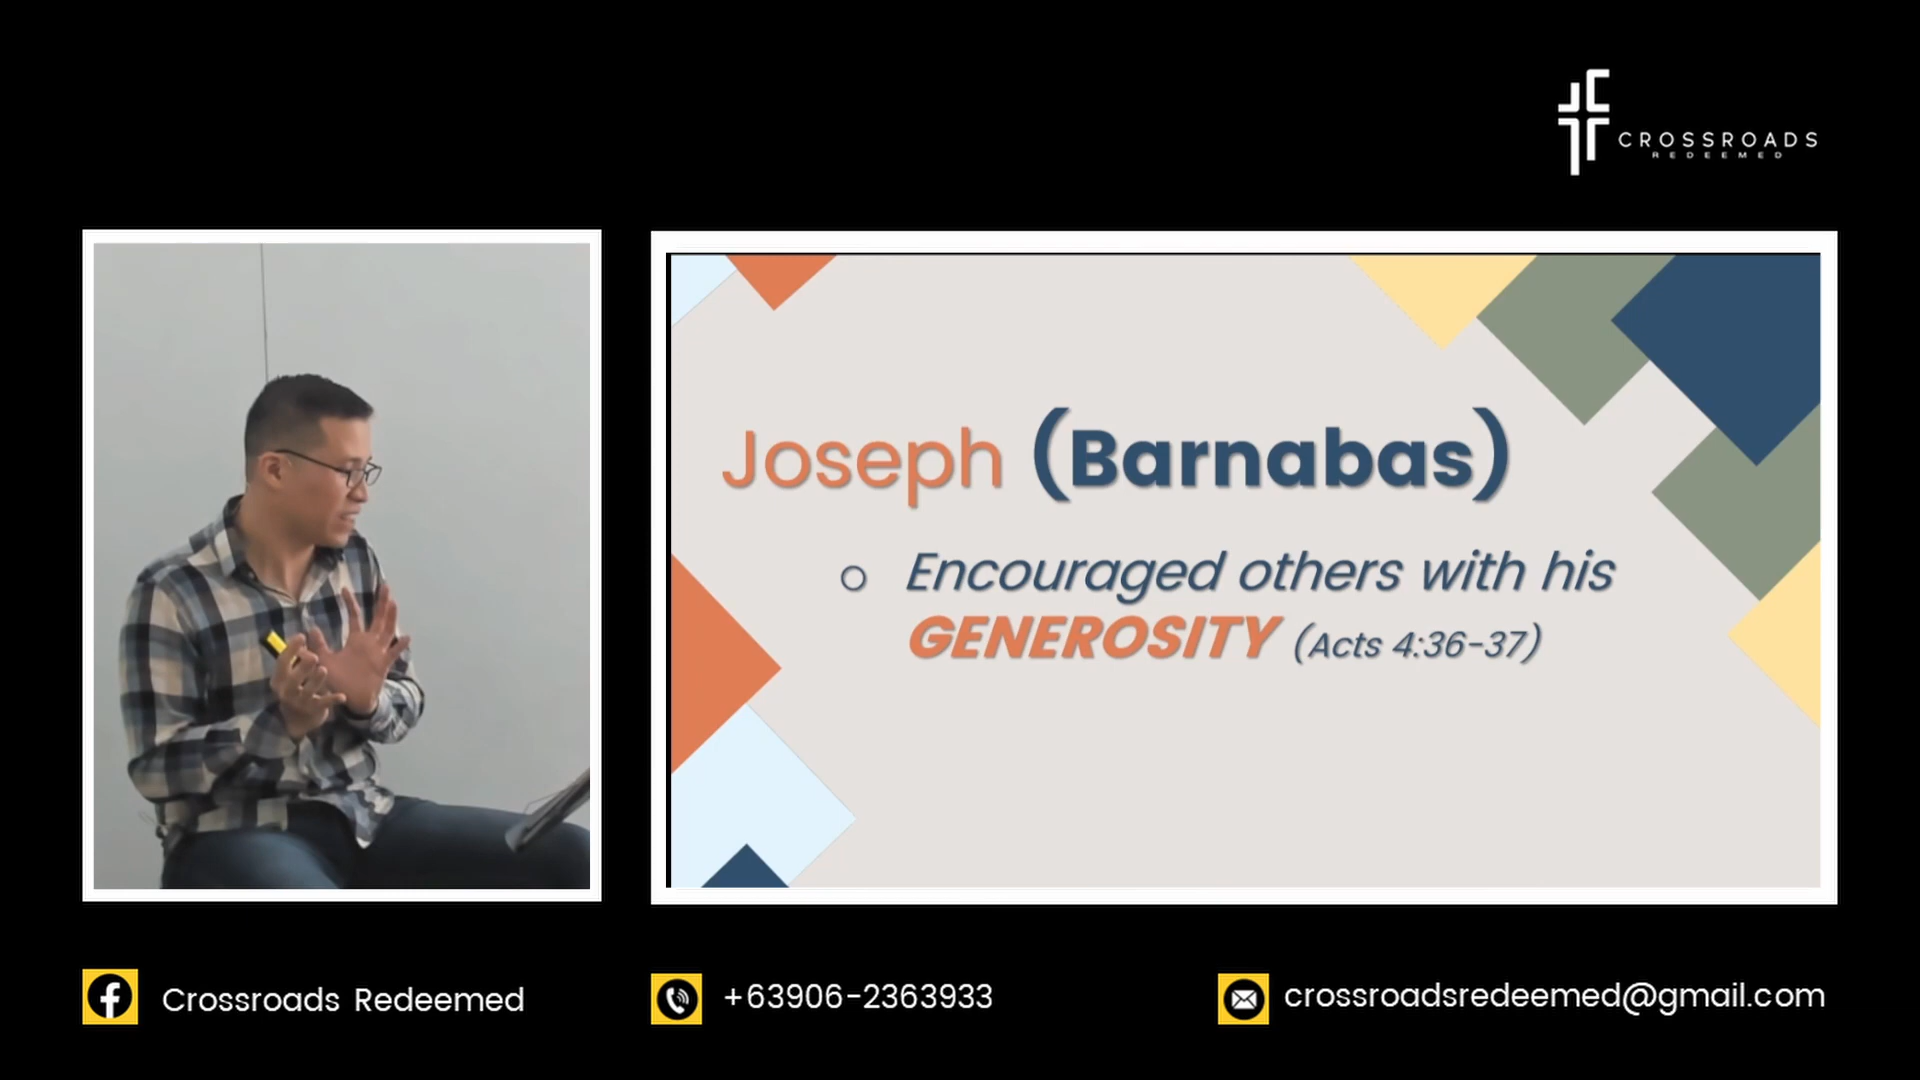 CROSSROADS
REDEEMED
Joseph (Barnabas)
o Encouraged others with his
GENEROSITY (Acts 4:36-37)
Crossroads Redeemed
+63906-2363933
crossroadsredeemed@gmail.com